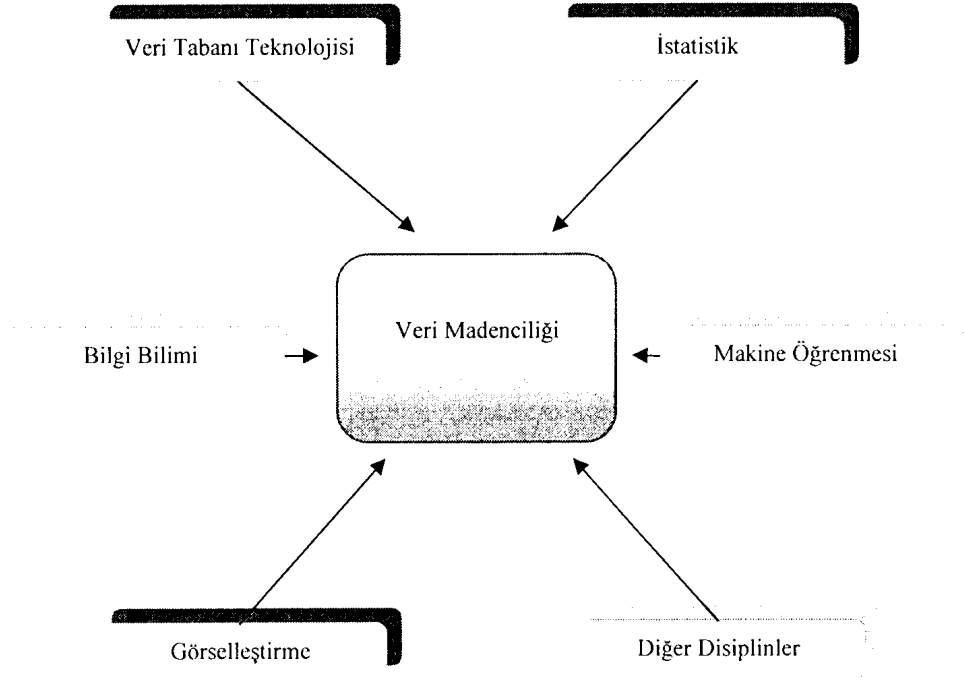 Veri Tabanı Teknolojisi
İstatistik
Veri Madenciliği
Bilgi Bilimi
Makine Öğrenmesi
Görselleştirme
Diğer Disiplinler